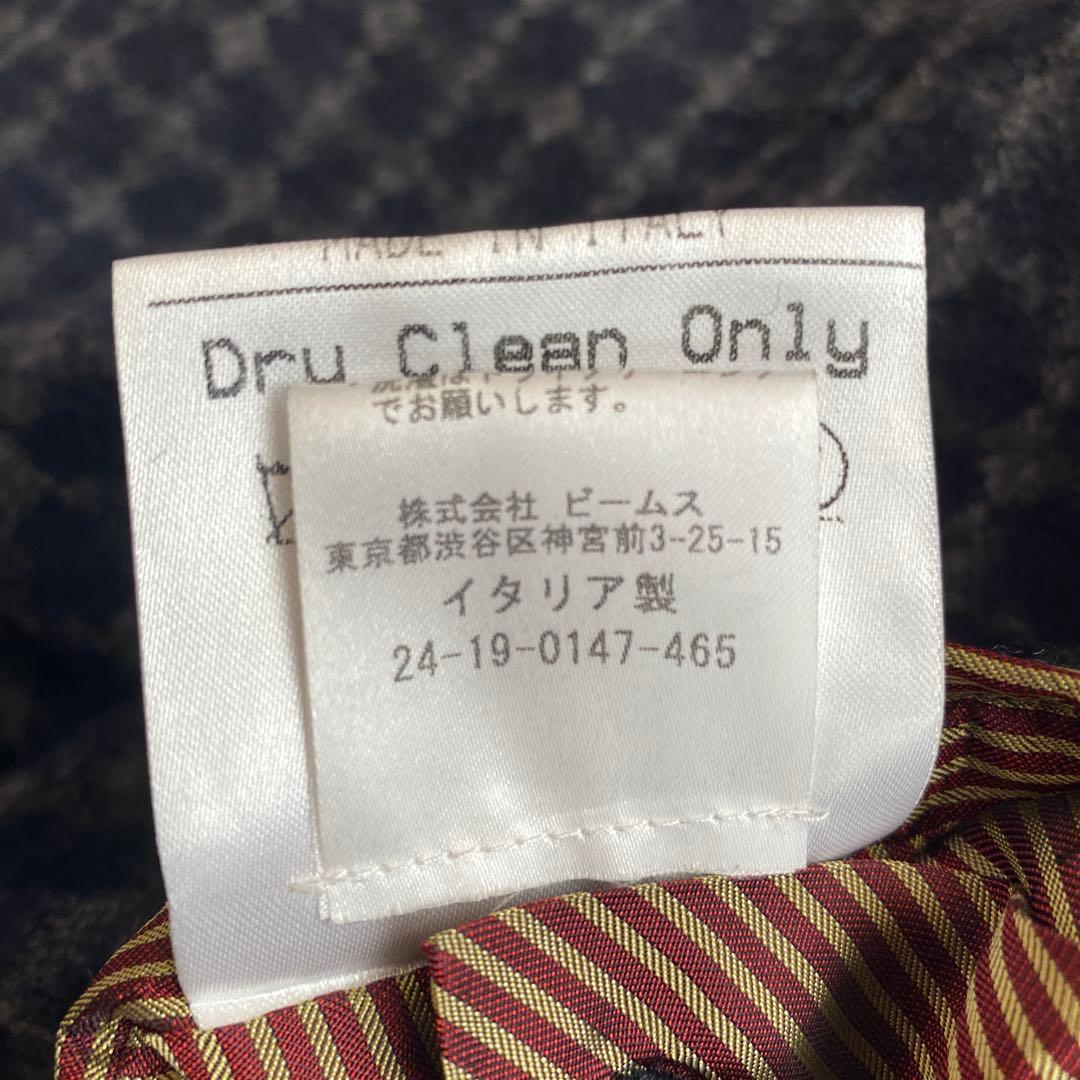 MADE IN ITALY
Dry Clean Only
でお願いします。
株式会社 ビームス
東京都渋谷区神宮前3-25-15
イタリア製
24-19-0147-465